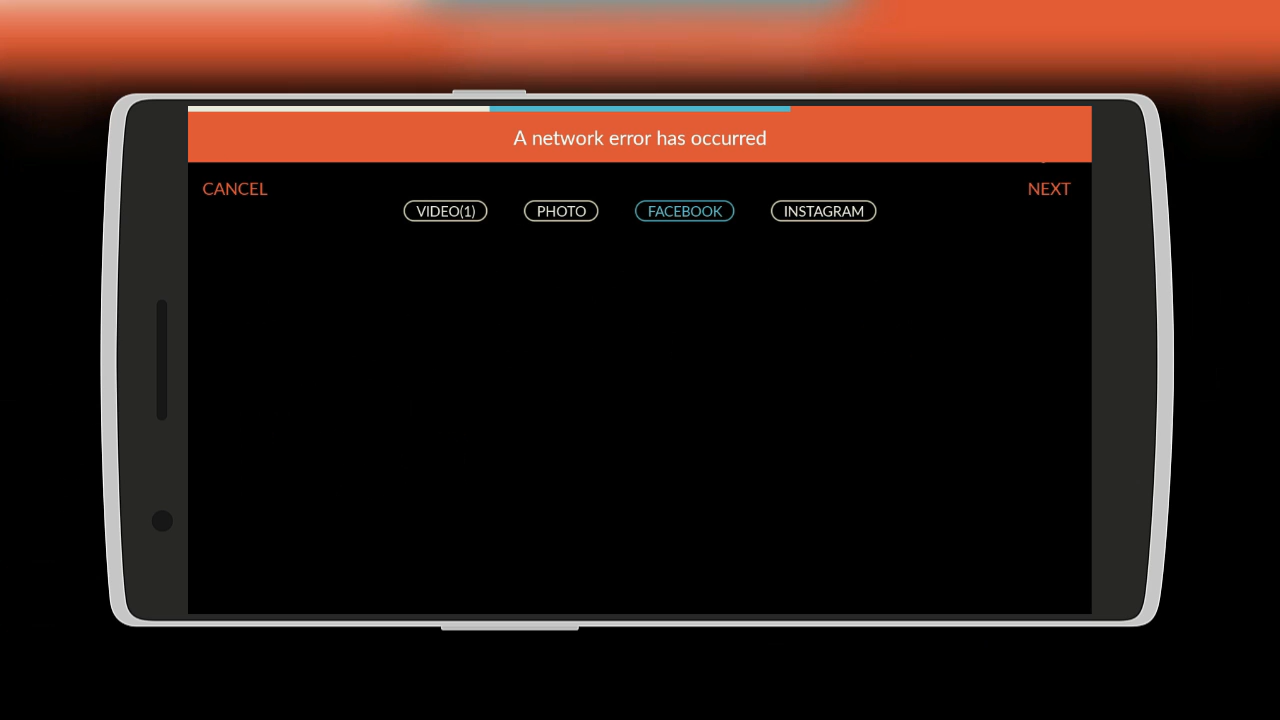 A network error has occurred
CANCEL
NEXT
VIDEO(1)
PHOTO
FACEBOOK
INSTAGRAM